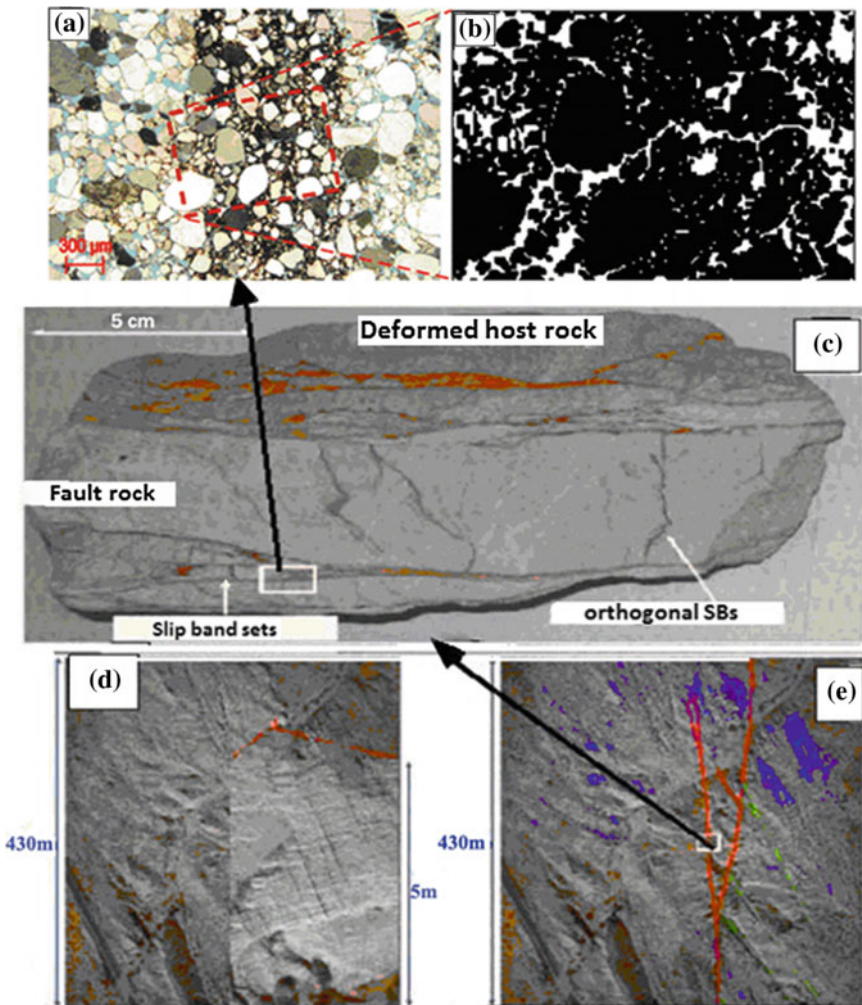 (a)
(b)
300 µm
5 cm
Deformed host rock
(c)
Fault rock
Slip band sets
orthogonal SBs
(d)
(e)
430m
5m
430m